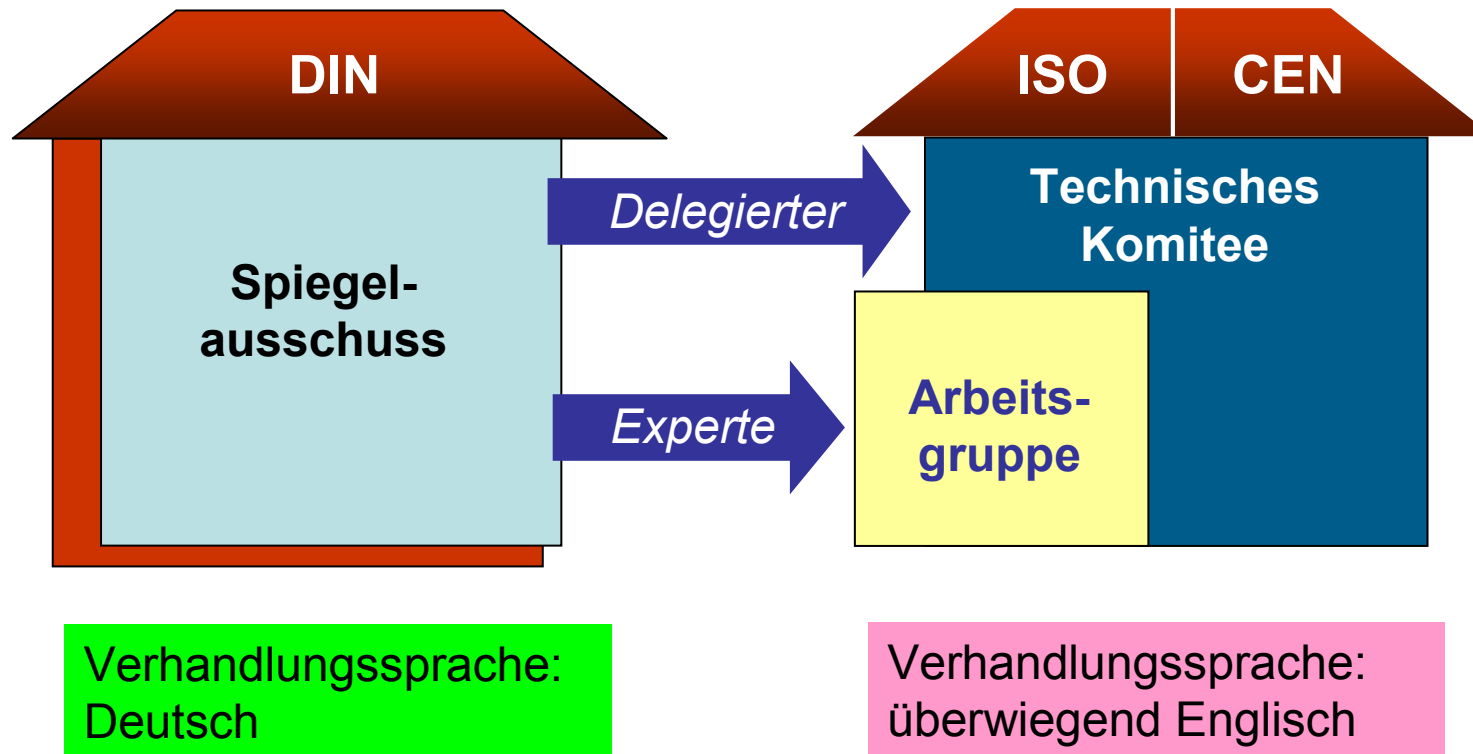 DIN
Spiegel-
ausschuss
Delegierter
Experte
ISO
CEN
Technisches
Komitee
Arbeits-
gruppe
Verhandlungssprache:
Deutsch
Verhandlungssprache:
überwiegend Englisch